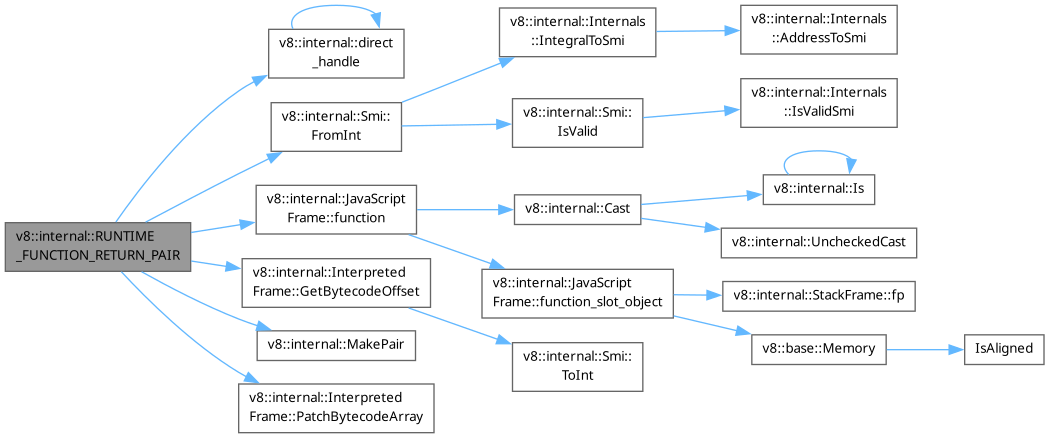 v8::internal::RUNTIME
_FUNCTION_RETURN_PAIR
v8::internal::direct
_handle
v8::internal::Smi::
FromInt
v8::internal::JavaScript
Frame::function
v8::internal::Interpreted
Frame::GetBytecodeOffset
v8::internal::MakePair
v8::internal::Interpreted
Frame::PatchBytecodeArray
v8::internal::Internals
::IntegralToSmi
v8::internal::Smi::
IsValid
v8::internal::Cast
v8::internal::JavaScript
Frame::function_slot_object
v8::internal::Smi::
ToInt
v8::internal::Internals
::AddressToSmi
v8::internal::Internals
::IsValidSmi
v8::internal::Is
v8::internal::UncheckedCast
v8::internal::StackFrame::fp
v8::base::Memory
IsAligned